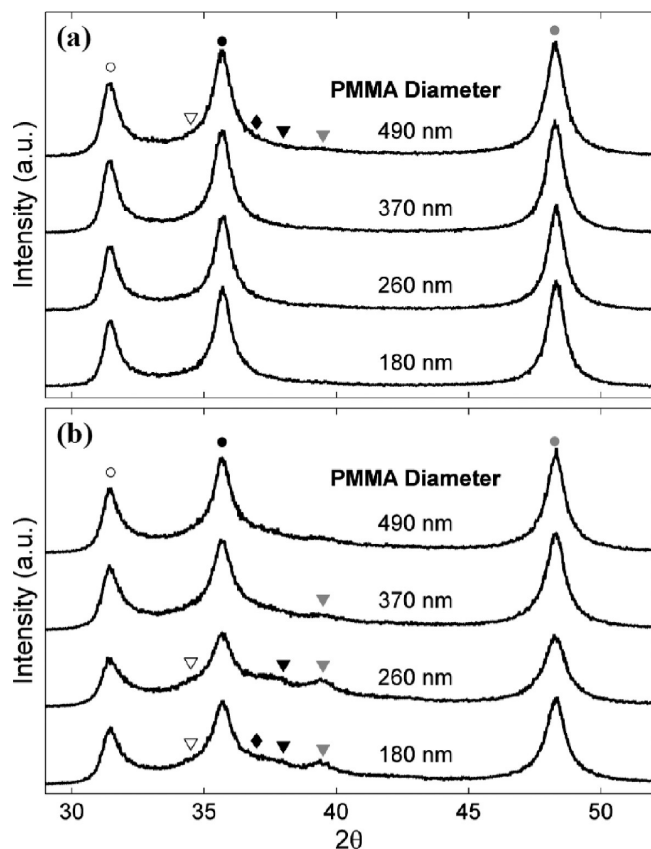 (a)
PMMA Diameter
490 nm
370 nm
260 nm
180 nm
Intensity (a.u.)
(b)
PMMA Diameter
490 nm
370 nm
260 nm
180 nm
Intensity (a.u.)
30 35 40 45 50
2θ